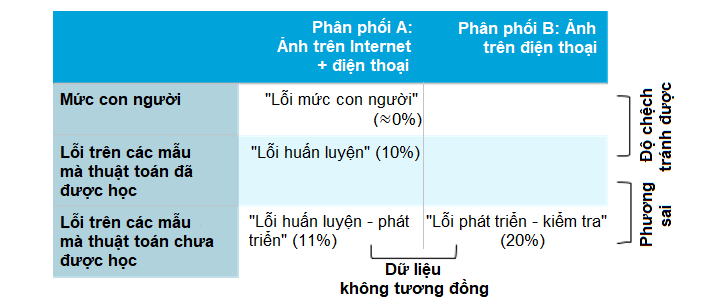 Phân phối A:
Ảnh trên Internet
+ điện thoại
Phân phối B: Ảnh
trên điện thoại
Mức con người
"Lỗi mức con người"
(≈0%)
Lỗi trên các mẫu
mà thuật toán đã
được học
"Lỗi huấn luyện" (10%)
Lỗi trên các mẫu
mà thuật toán chưa
được học
"Lỗi huấn luyện - phát
triển" (11%)
"Lỗi phát triển - kiểm tra"
(20%)
Độ chệch
tránh được
Phương
sai
Dữ liệu
không tương đồng